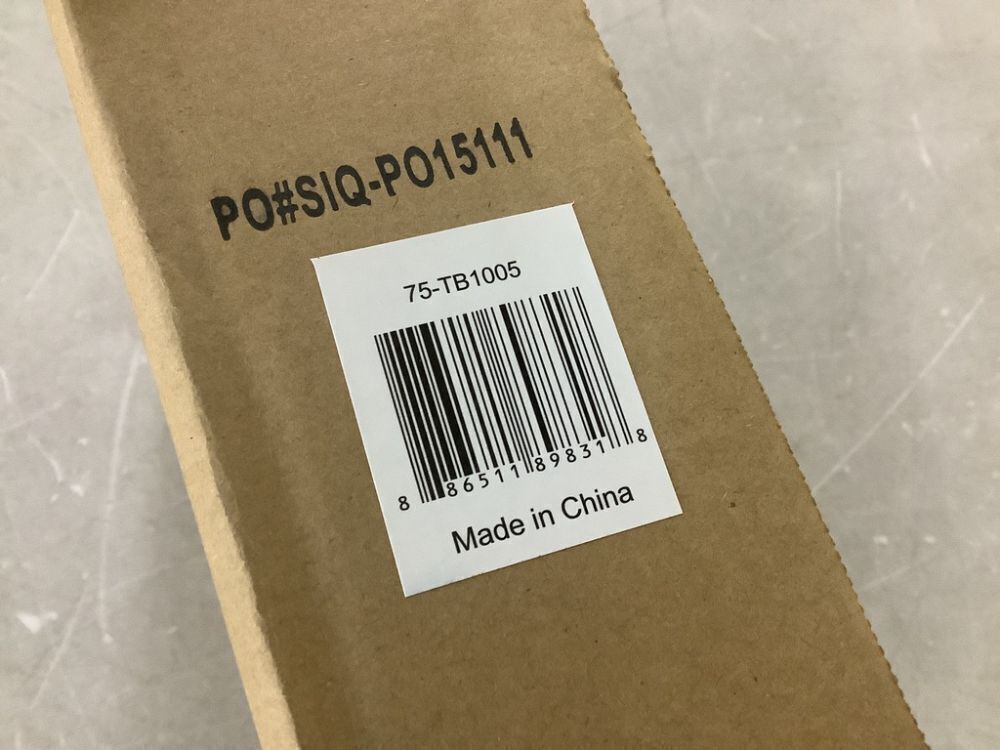 PO#SIQ-PO15111
75-TB1005
8 86511 89831 8
Made in China